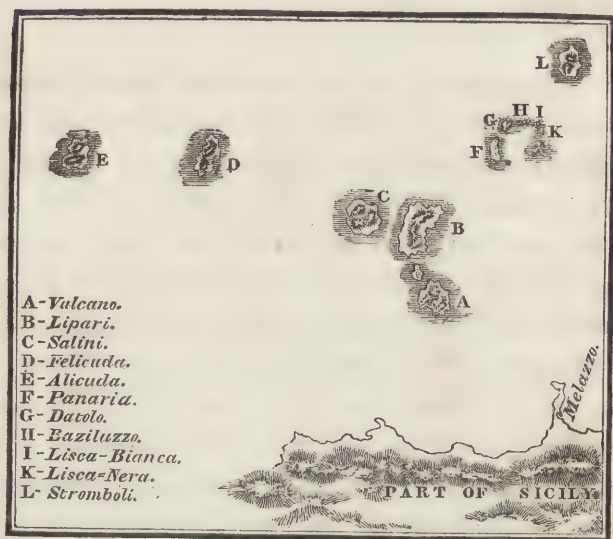 L
H I
G
K
F
E
D
C
B
A
A-Vulcano.
B-Lipari.
C-Salini.
D-Felicuda.
E-Alicuda.
F-Panaria.
G-Datolo.
H-Baziluzzo.
I-Lisca-Bianca.
K-Lisca=Nera.
L-Stromboli.
Melazzo.
PART OF SICILY